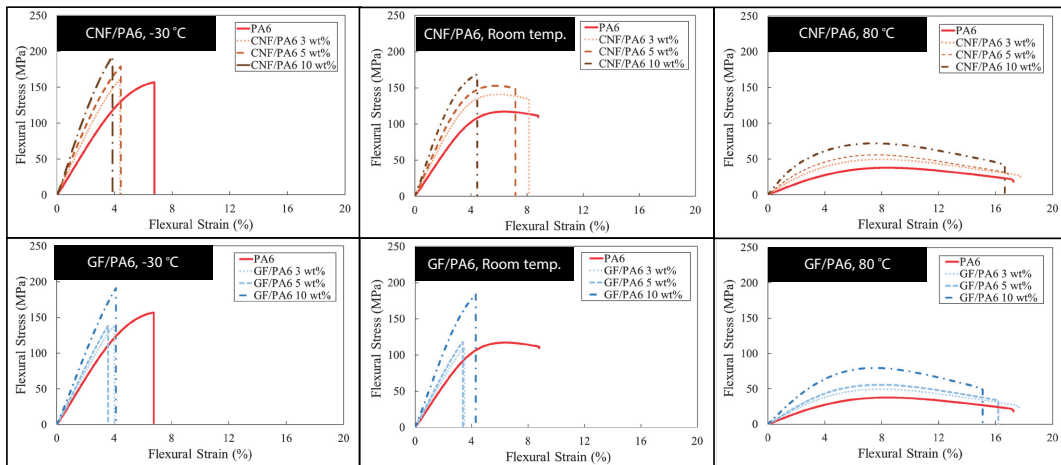 CNF/PA6, -30 °C
PA6
CNF/PA6 3 wt%
CNF/PA6 5 wt%
CNF/PA6 10 wt%
Flexural Stress (MPa)
250
200
150
100
50
0
0 4 8 12 16 20
Flexural Strain (%)
CNF/PA6, Room temp.
PA6
CNF/PA6 3 wt%
CNF/PA6 5 wt%
CNF/PA6 10 wt%
Flexural Stress (MPa)
250
200
150
100
50
0
0 4 8 12 16 20
Flexural Strain (%)
CNF/PA6, 80 °C
PA6
CNF/PA6 3 wt%
CNF/PA6 5 wt%
CNF/PA6 10 wt%
Flexural Stress (MPa)
250
200
150
100
50
0
0 4 8 12 16 20
Flexural Strain (%)
GF/PA6, -30 °C
PA6
GF/PA6 3 wt%
GF/PA6 5 wt%
GF/PA6 10 wt%
Flexural Stress (MPa)
250
200
150
100
50
0
0 4 8 12 16 20
Flexural Strain (%)
GF/PA6, Room temp.
PA6
GF/PA6 3 wt%
GF/PA6 5 wt%
GF/PA6 10 wt%
Flexural Stress (MPa)
250
200
150
100
50
0
0 4 8 12 16 20
Flexural Strain (%)
GF/PA6, 80 °C
PA6
GF/PA6 3 wt%
GF/PA6 5 wt%
GF/PA6 10 wt%
Flexural Stress (MPa)
250
200
150
100
50
0
0 4 8 12 16 20
Flexural Strain (%)